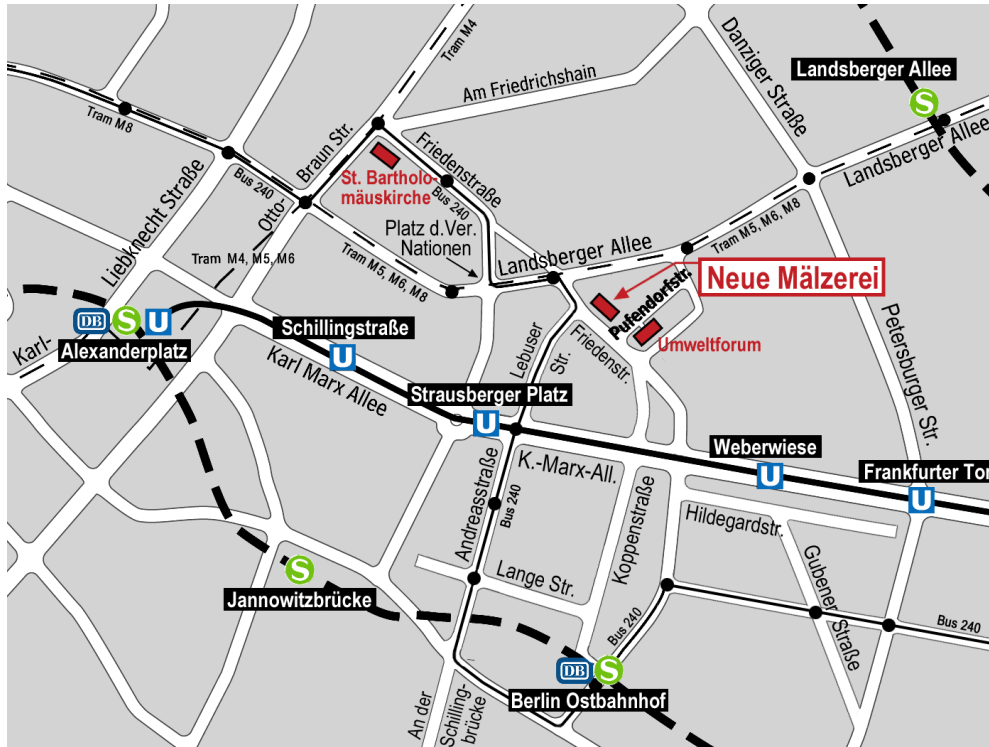 Tram M4
Danziger Straße
Landsberger Allee
S
Am Friedrichshain
Tram M8
Braun Str.
Friedenstraße
Landsberger Allee
St. Bartholo-
mäuskirche
Bus 240
Bus 240
Liebknecht Straße
Otto-
Platz d.Ver.
Nationen
Tram M4, M5, M6
Tram M5, M6, M8
Landsberger Allee
Tram M5, M6, M8
Neue Mälzerei
Pufendorfstr.
DB
S
U
Alexanderplatz
Karl-
Schillingstraße
U
Karl Marx Allee
Lebuser
Str.
Friedenstr.
Umweltforum
Petersburger Str.
Strausberger Platz
U
K.-Marx-All.
Weberwiese
U
Frankfurter Tor
U
Andreasstraße
Bus 240
Koppenstraße
Hildegardstr.
Gubener Straße
S
Jannowitzbrücke
Lange Str.
Bus 240
Bus 240
DB
S
Berlin Ostbahnhof
An der
Schilling-
brücke